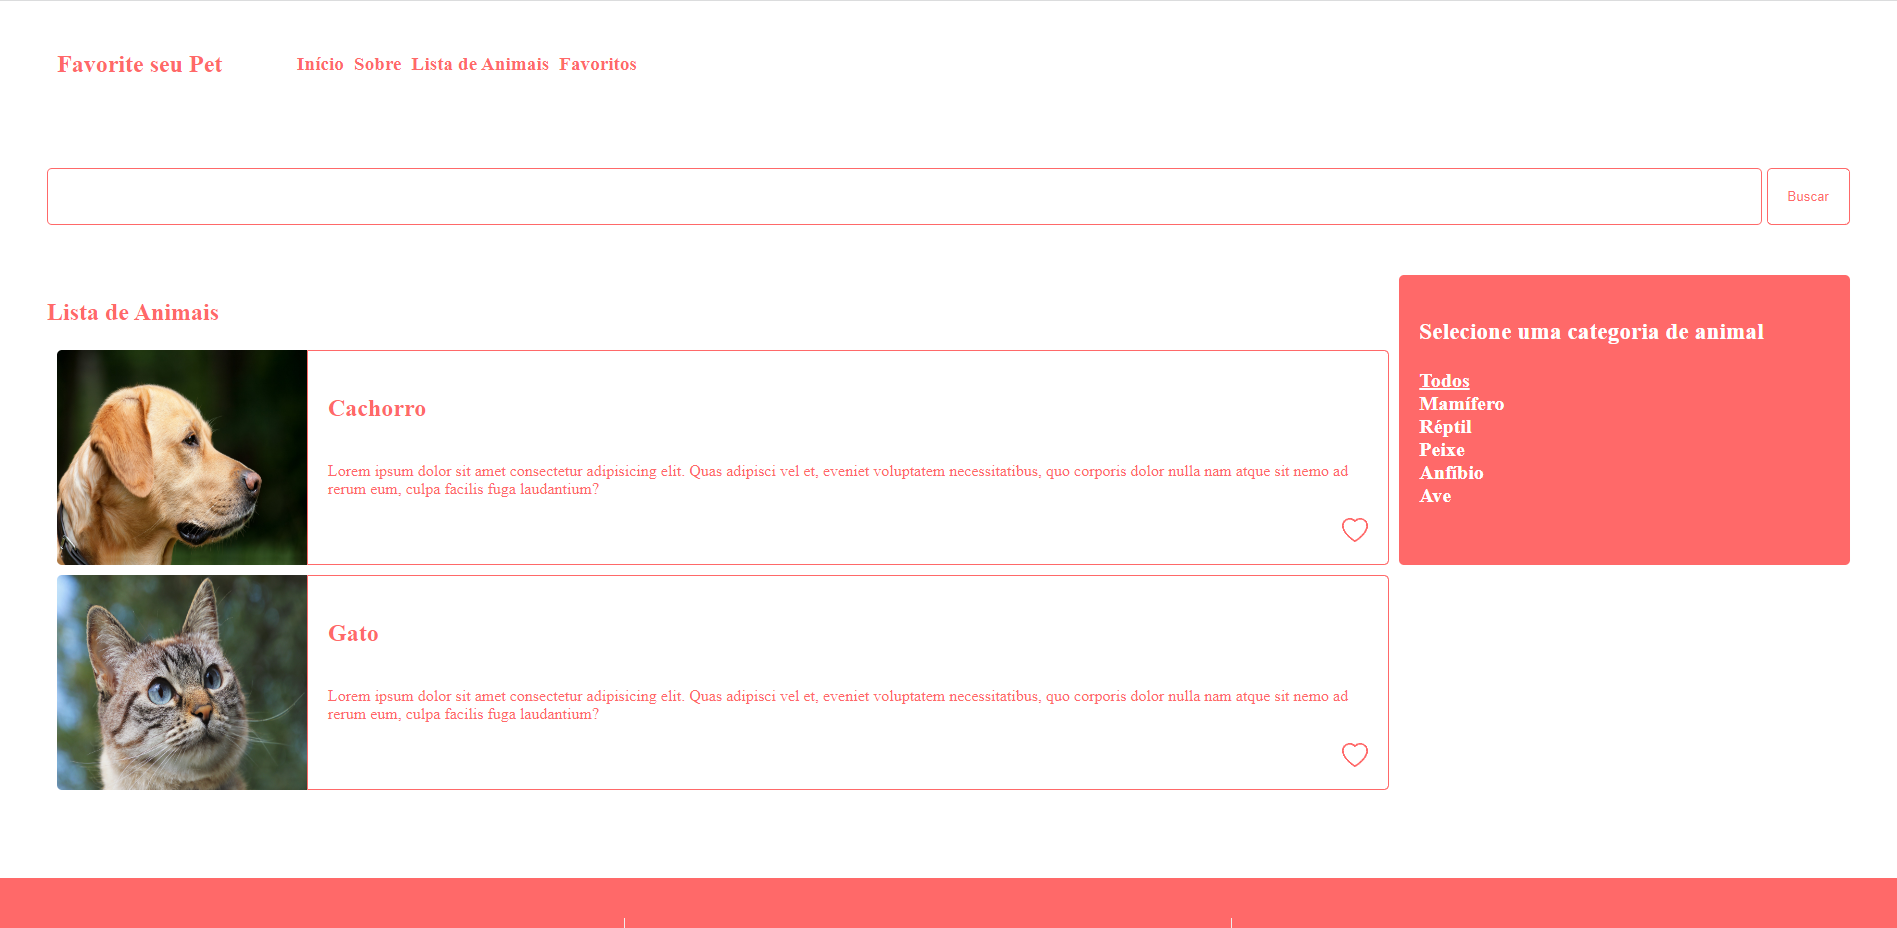 Favorite seu Pet
Início Sobre Lista de Animais Favoritos
Buscar
Lista de Animais
Cachorro
Lorem ipsum dolor sit amet consectetur adipisicing elit. Quas adipisci vel et, eveniet voluptatem necessitatibus, quo corporis dolor nulla nam atque sit nemo ad
rerum eum, culpa facilis fuga laudantium?
Gato
Lorem ipsum dolor sit amet consectetur adipisicing elit. Quas adipisci vel et, eveniet voluptatem necessitatibus, quo corporis dolor nulla nam atque sit nemo ad
rerum eum, culpa facilis fuga laudantium?
Selecione uma categoria de animal
Todos
Mamífero
Réptil
Peixe
Anfíbio
Ave